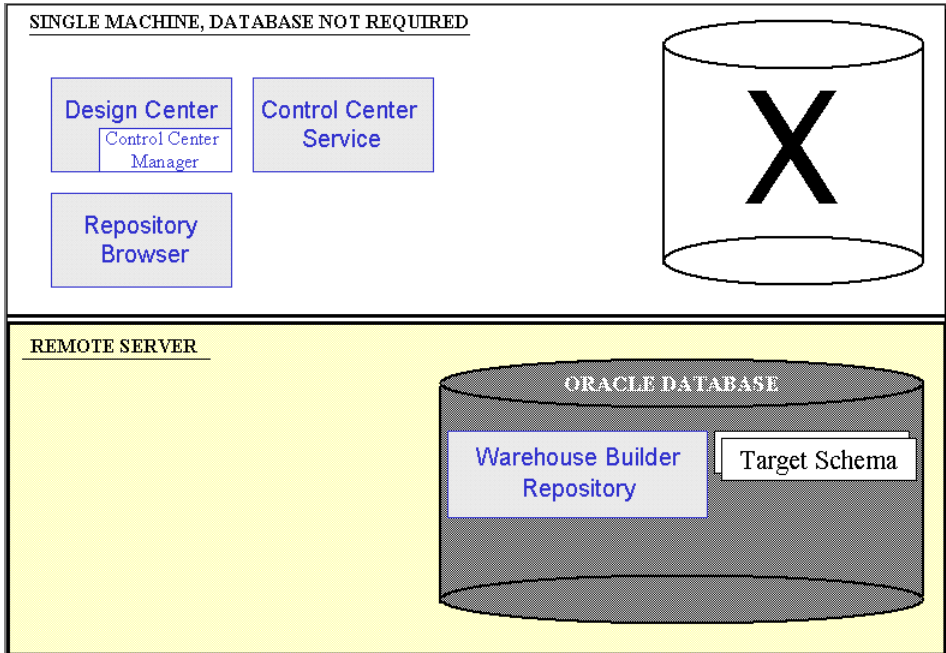 SINGLE MACHINE, DATABASE NOT REQUIRED
Design Center
Control Center
Manager
Control Center
Service
Repository
Browser
X
REMOTE SERVER
ORACLE DATABASE
Warehouse Builder
Repository
Target Schema